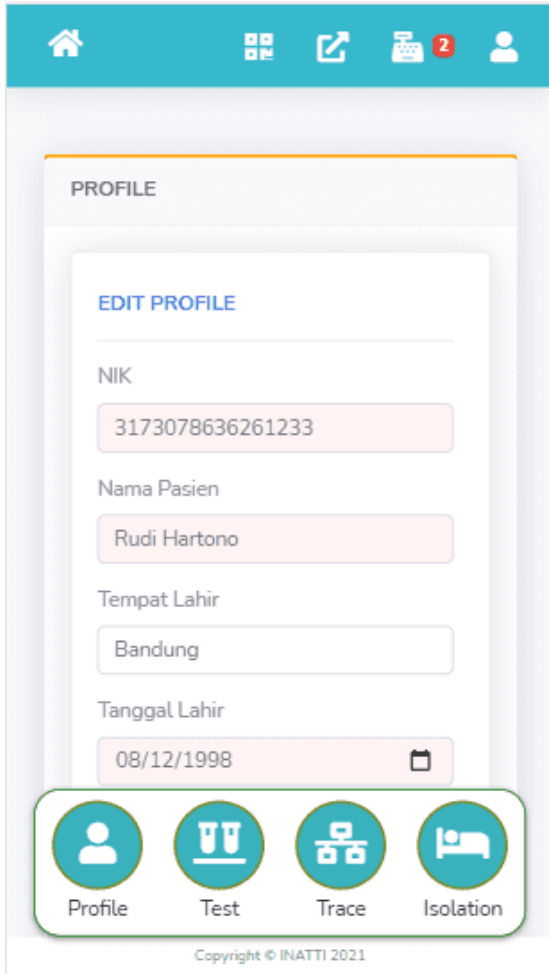 2
PROFILE
EDIT PROFILE
NIK
3173078636261233
Nama Pasien
Rudi Hartono
Tempat Lahir
Bandung
Tanggal Lahir
08/12/1998
Profile Test Trace Isolation
Copyright © INATTI 2021